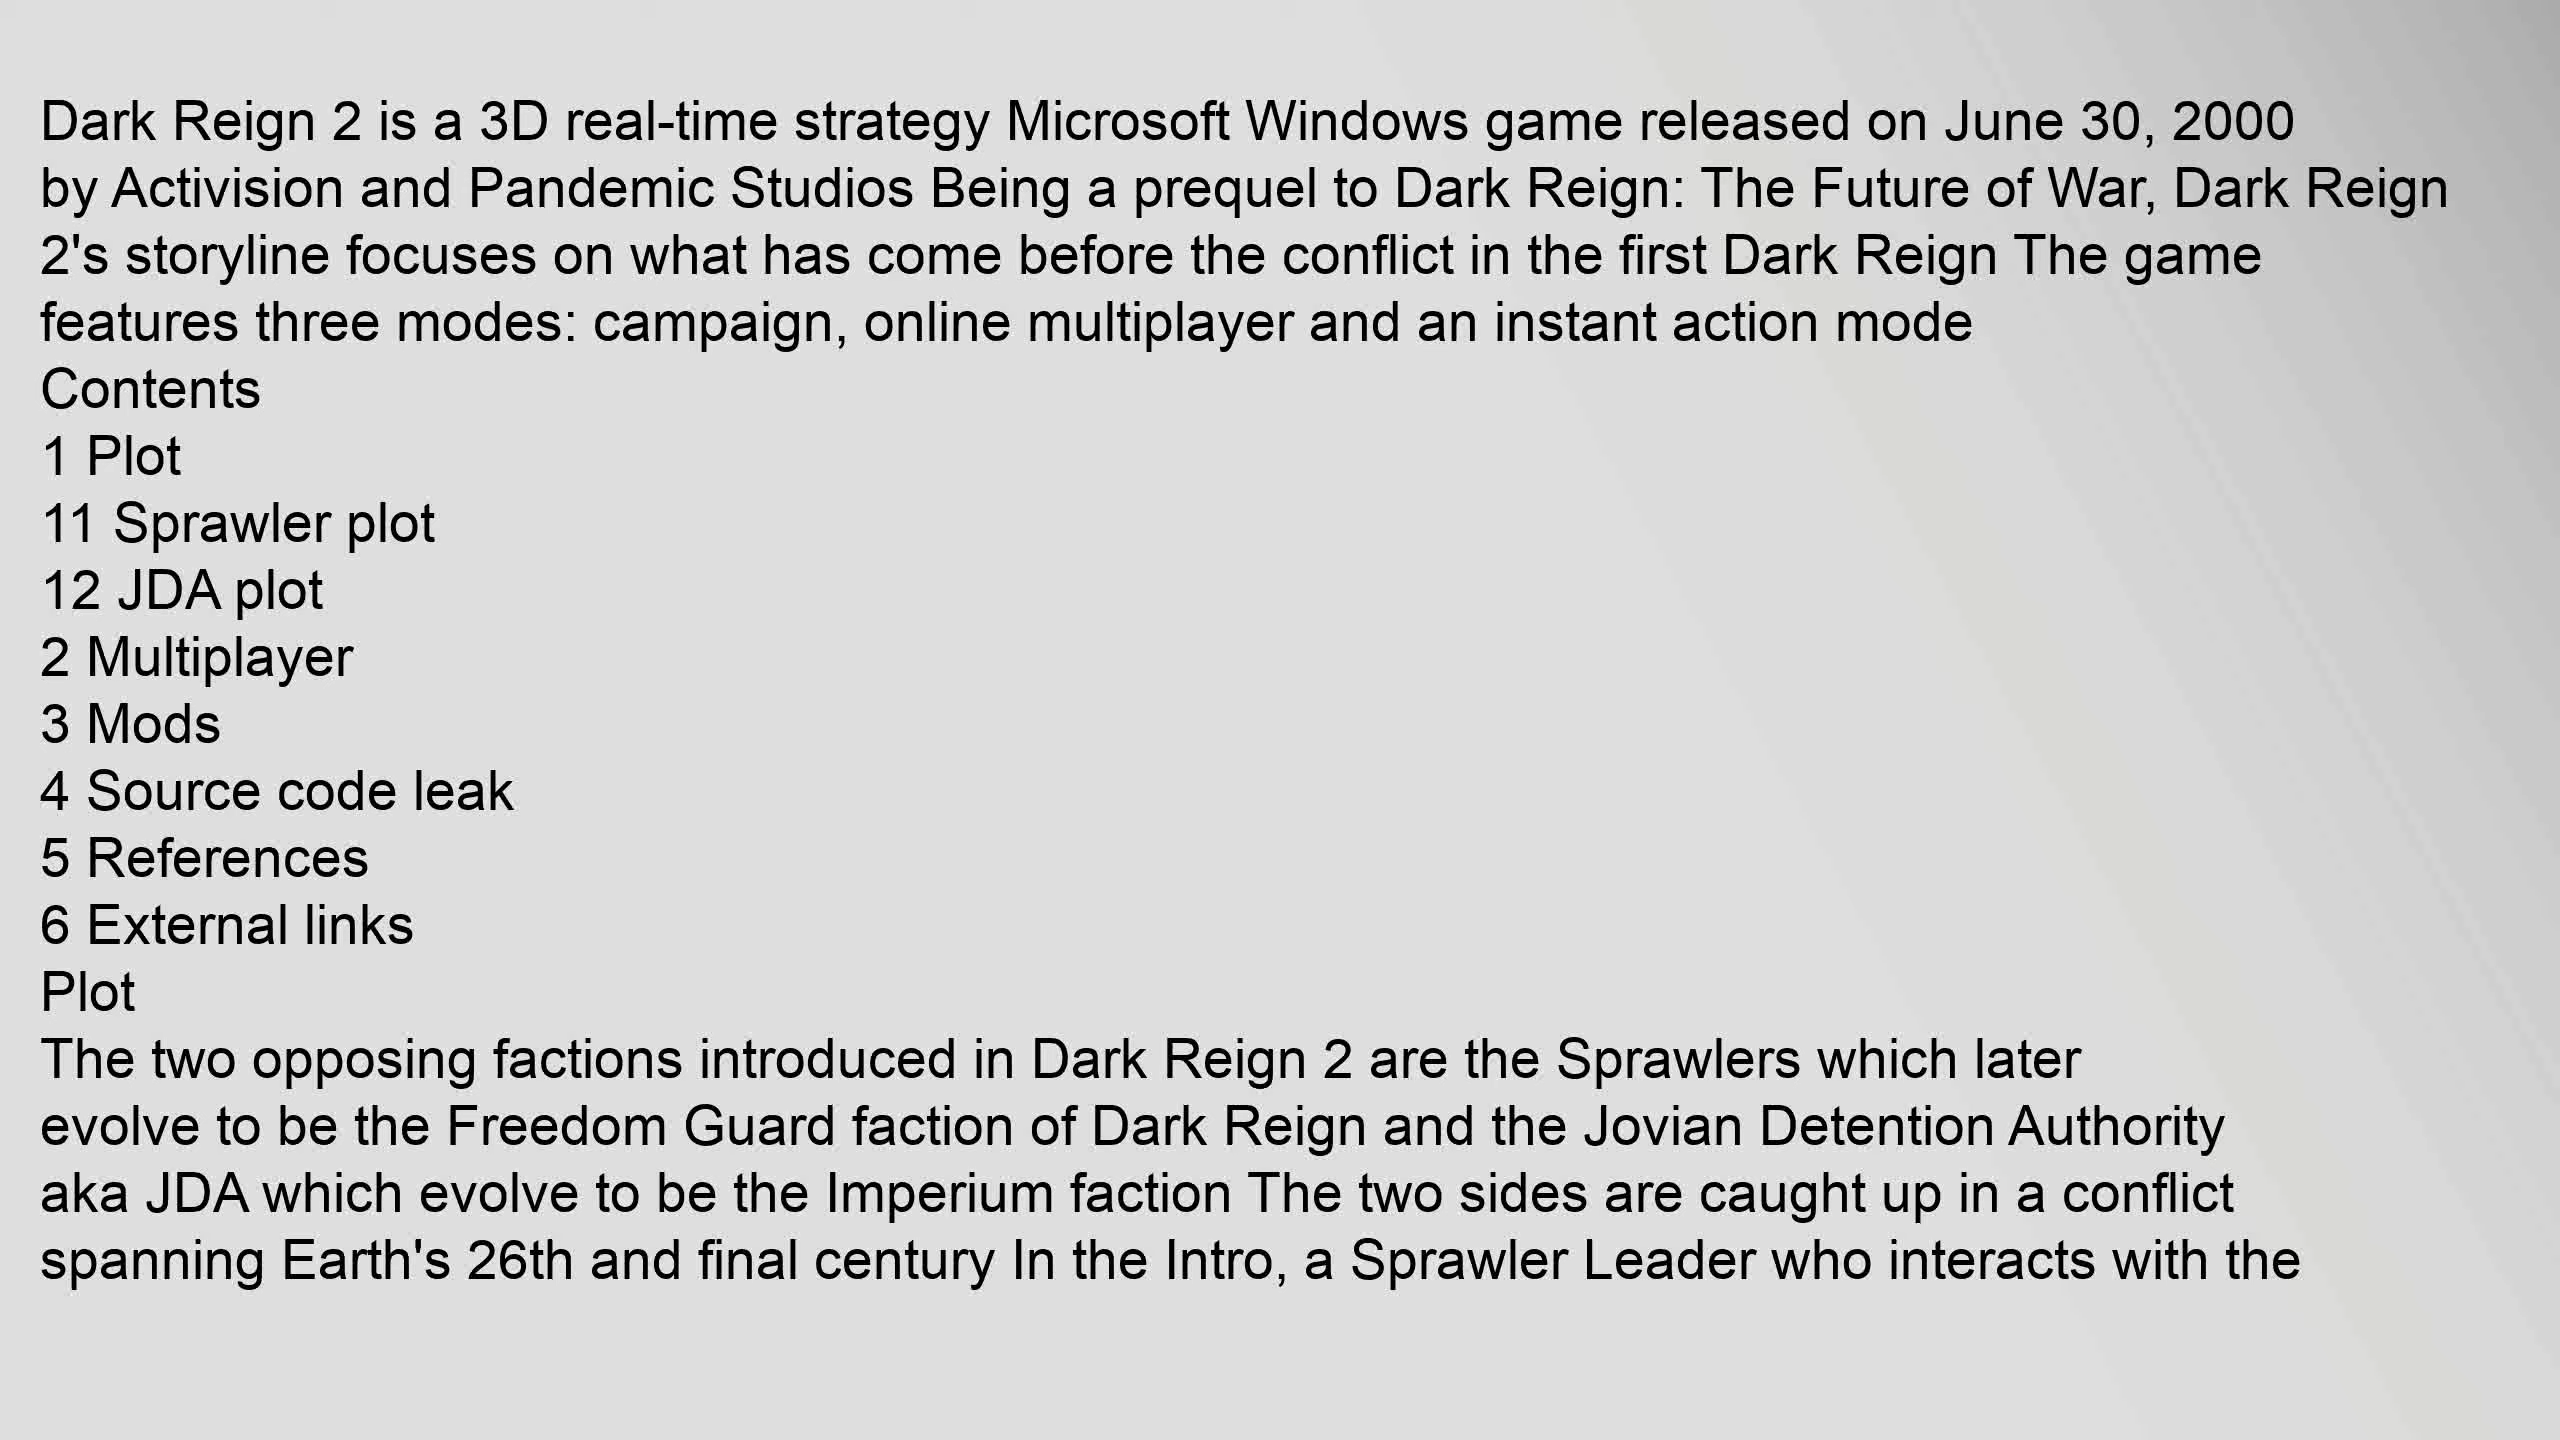 Dark Reign 2 is a 3D real-time strategy Microsoft Windows game released on June 30, 2000
by Activision and Pandemic Studios Being a prequel to Dark Reign: The Future of War, Dark Reign
2's storyline focuses on what has come before the conflict in the first Dark Reign The game
features three modes: campaign, online multiplayer and an instant action mode
Contents
1 Plot
11 Sprawler plot
12 JDA plot
2 Multiplayer
3 Mods
4 Source code leak
5 References
6 External links
Plot
The two opposing factions introduced in Dark Reign 2 are the Sprawlers which later
evolve to be the Freedom Guard faction of Dark Reign and the Jovian Detention Authority
aka JDA which evolve to be the Imperium faction The two sides are caught up in a conflict
spanning Earth's 26th and final century In the Intro, a Sprawler Leader who interacts with the